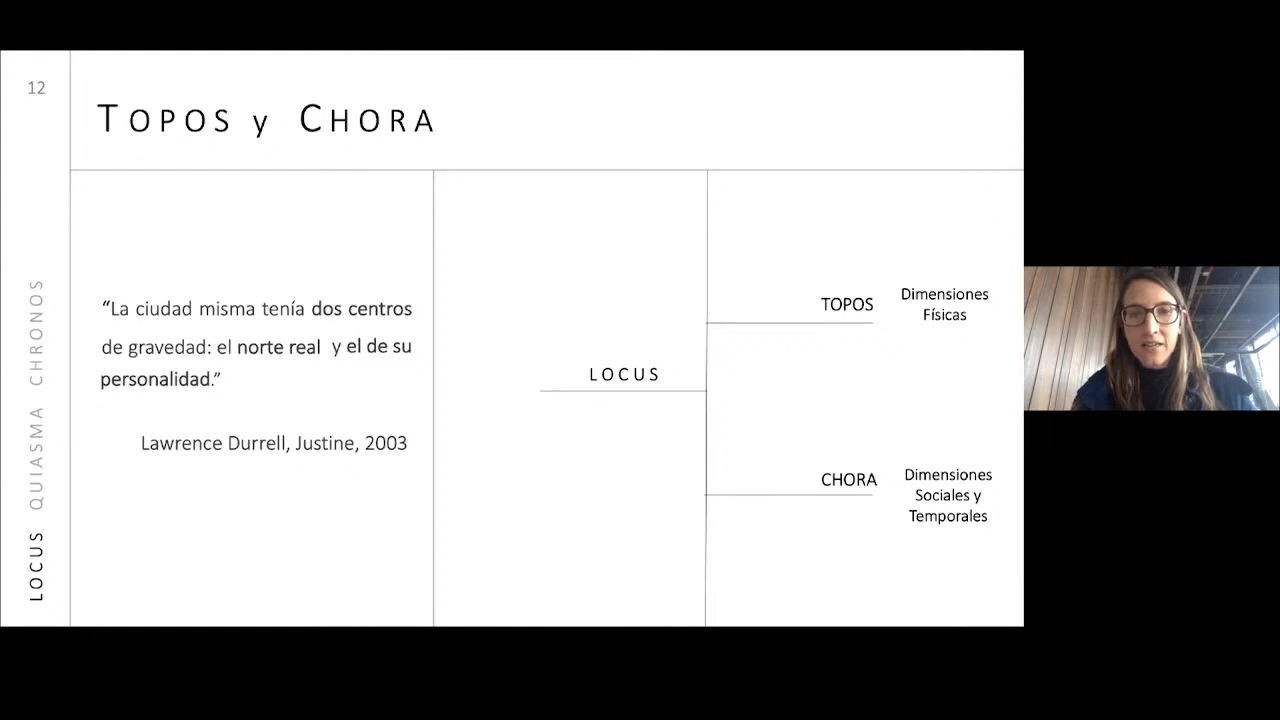 12
TOPOS y CHORA
LOCUS QUIASMA CHRONOS
“La ciudad misma tenía dos centros
de gravedad: el norte real y el de su
personalidad.”
Lawrence Durrell, Justine, 2003
LOCUS
TOPOS
Dimensiones
Físicas
CHORA
Dimensiones
Sociales y
Temporales